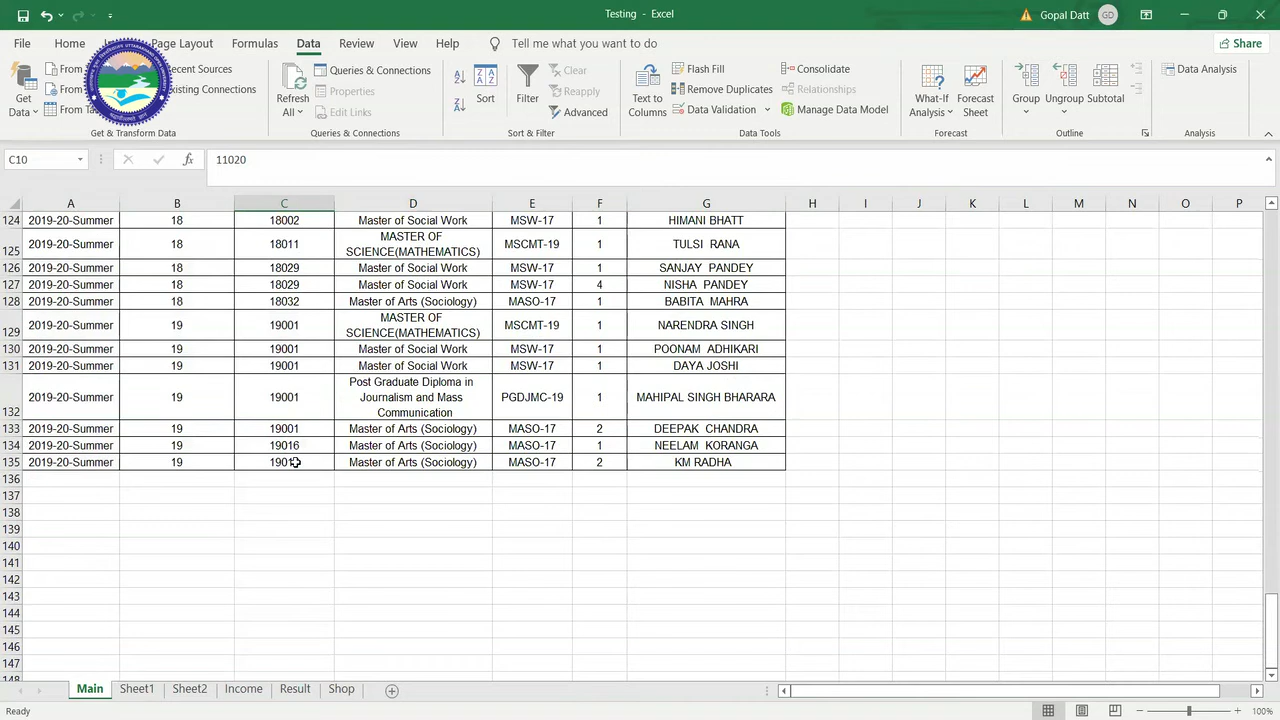 Testing - Excel
Gopal Datt GD
File Home Page Layout Formulas Data Review View Help Tell me what you want to do Share
Get Data
From
From
From T
Recent Sources
Existing Connections
Get & Transform Data
Refresh All
Queries & Connections
Properties
Edit Links
Queries & Connections
Sort
Filter
Clear
Reapply
Advanced
Sort & Filter
Text to Columns
Flash Fill
Remove Duplicates
Data Validation
Consolidate
Relationships
Manage Data Model
Data Tools
What-If Analysis
Forecast Sheet
Forecast
Group
Ungroup
Subtotal
Outline
Data Analysis
Analysis
C10 fx 11020
A B C D E F G H I J K L M N O P
124 2019-20-Summer 18 18002 Master of Social Work MSW-17 1 HIMANI BHATT
125 2019-20-Summer 18 18011 MASTER OF SCIENCE(MATHEMATICS) MSCMT-19 1 TULSI RANA
126 2019-20-Summer 18 18029 Master of Social Work MSW-17 1 SANJAY PANDEY
127 2019-20-Summer 18 18029 Master of Social Work MSW-17 4 NISHA PANDEY
128 2019-20-Summer 18 18032 Master of Arts (Sociology) MASO-17 1 BABITA MAHRA
129 2019-20-Summer 19 19001 MASTER OF SCIENCE(MATHEMATICS) MSCMT-19 1 NARENDRA SINGH
130 2019-20-Summer 19 19001 Master of Social Work MSW-17 1 POONAM ADHIKARI
131 2019-20-Summer 19 19001 Master of Social Work MSW-17 1 DAYA JOSHI
132 2019-20-Summer 19 19001 Post Graduate Diploma in Journalism and Mass Communication PGDJMC-19 1 MAHIPAL SINGH BHARARA
133 2019-20-Summer 19 19001 Master of Arts (Sociology) MASO-17 2 DEEPAK CHANDRA
134 2019-20-Summer 19 19016 Master of Arts (Sociology) MASO-17 1 NEELAM KORANGA
135 2019-20-Summer 19 Master of Arts (Sociology) MASO-17 2 KM RADHA
136
137
138
139
140
141
142
143
144
145
146
147
148
Main Sheet1 Sheet2 Income Result Shop
Ready 100%